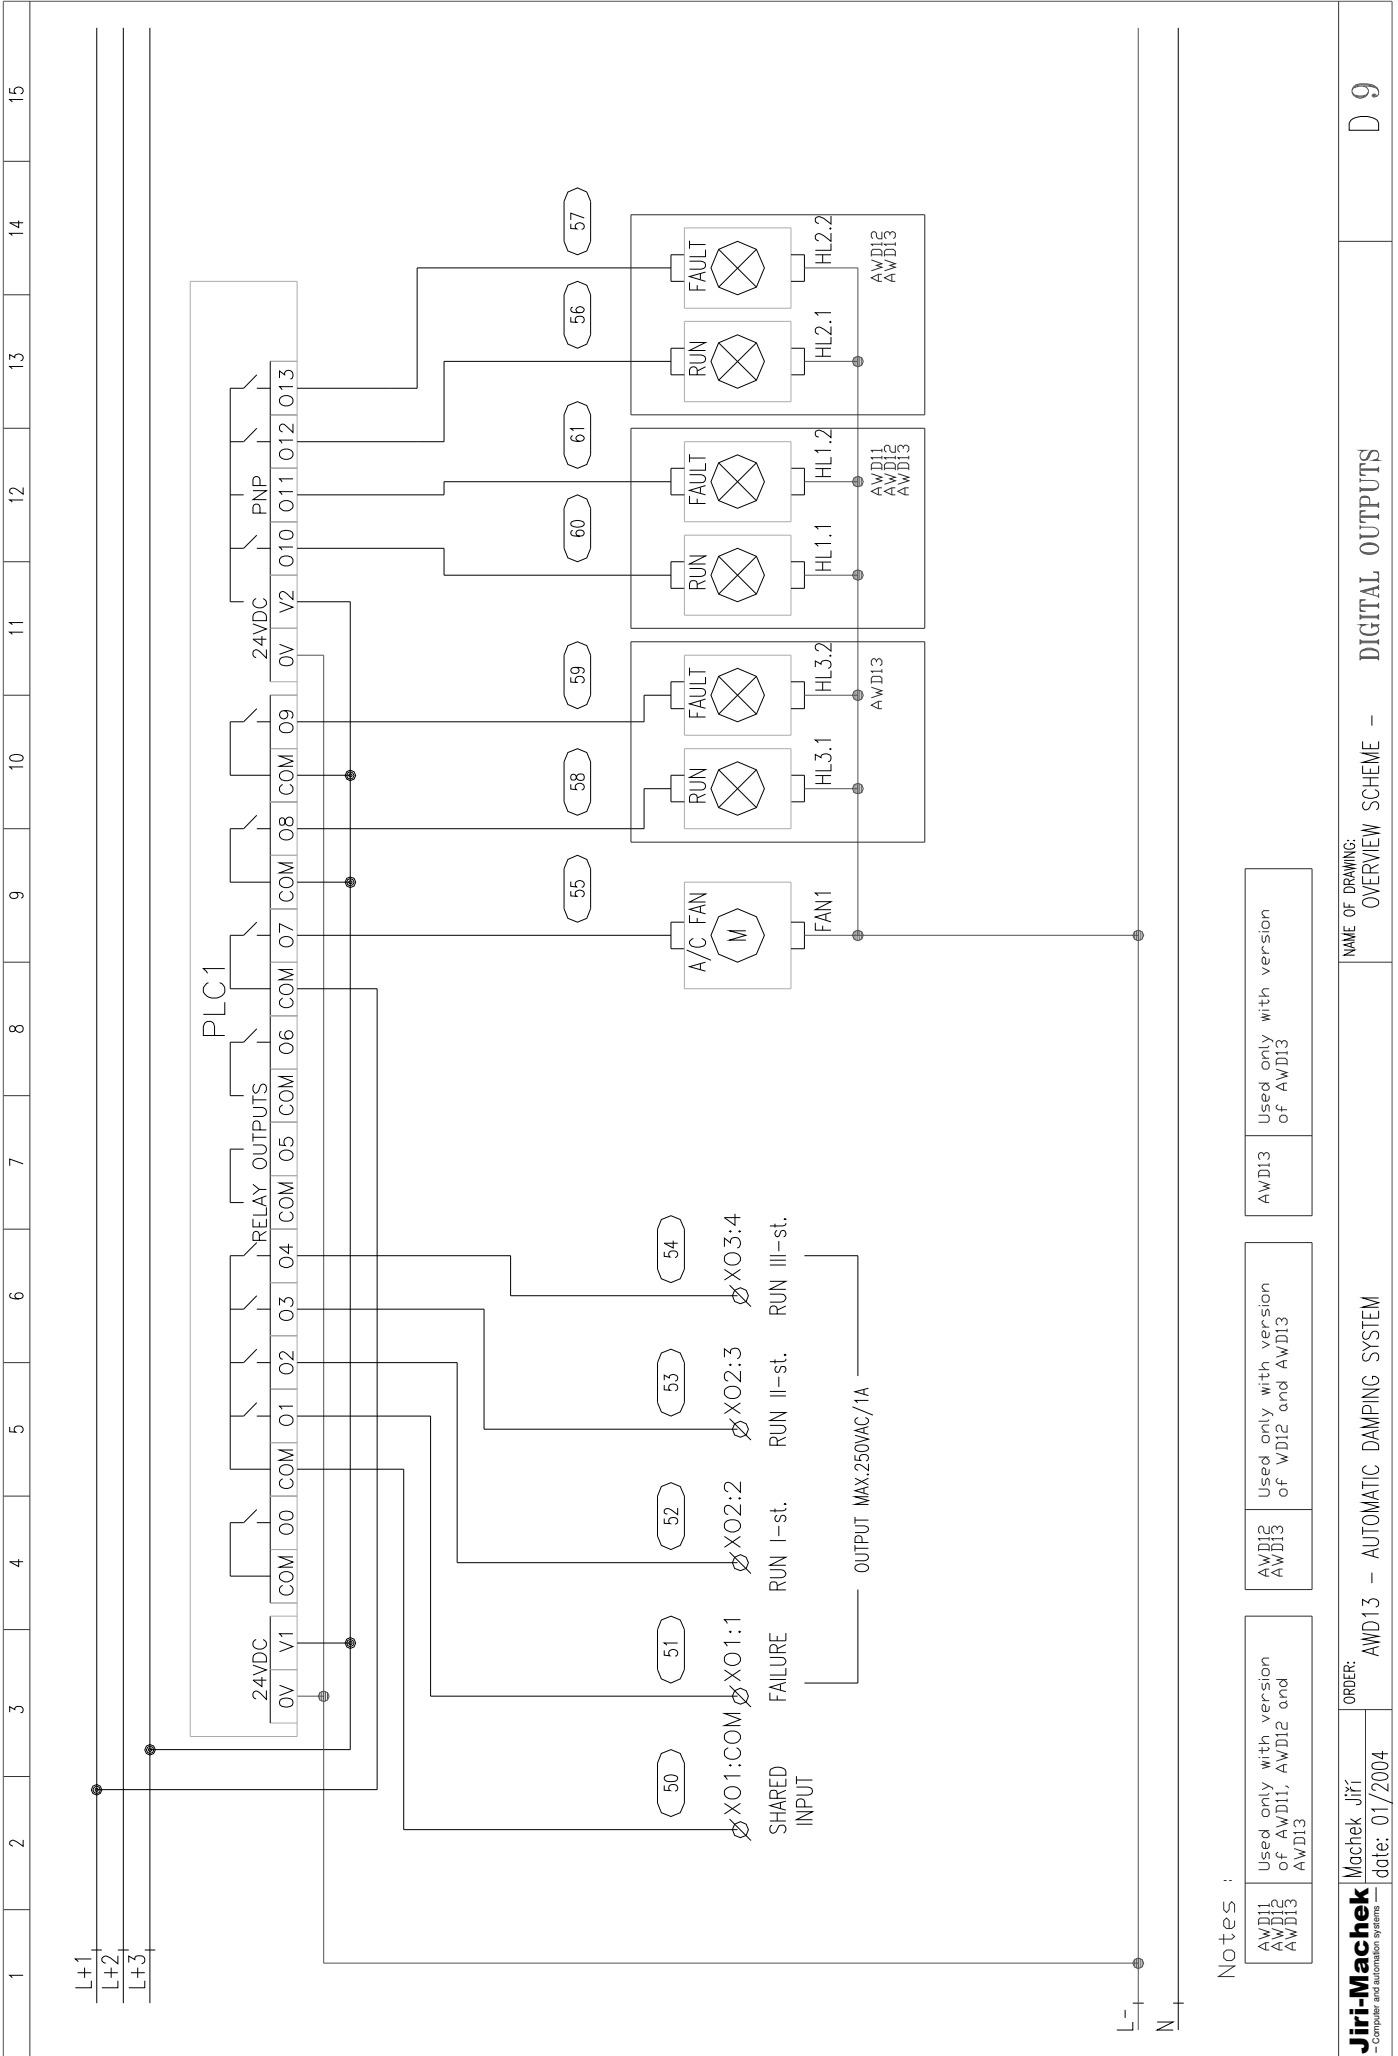 1 2 3 4 5 6 7 8 9 10 11 12 13 14 15
L+1
L+2
L+3
PLC1
24VDC RELAY OUTPUTS 24VDC PNP
0V V1 COM O0 COM O1 O2 O3 O4 COM O5 COM O6 COM O7 COM O8 COM O9 0V V2 O10 O11 O12 O13
50 51 52 53 54 55 58 59 60 61 56 57
XO1:COM XO1:1 XO2:2 XO2:3 XO3:4
SHARED
INPUT
FAILURE RUN I-st. RUN II-st. RUN III-st.
OUTPUT MAX.250VAC/1A
A/C FAN RUN FAULT RUN FAULT RUN FAULT
M
FAN1 HL3.1 HL3.2 HL1.1 HL1.2 HL2.1 HL2.2
AWD13
AWD11
AWD12
AWD13
AWD12
AWD13
L-
N
Notes :
AWD11
AWD12
AWD13
Used only with version
of AWD11, AWD12 and
AWD13
AWD12
AWD13
Used only with version
of WD12 and AWD13
AWD13
Used only with version
of AWD13
Jiri-Machek
- Computer and automation systems -
Machek Jiří
date: 01/2004
ORDER:
AWD13 - AUTOMATIC DAMPING SYSTEM
NAME OF DRAWING:
OVERVIEW SCHEME - DIGITAL OUTPUTS
D 9